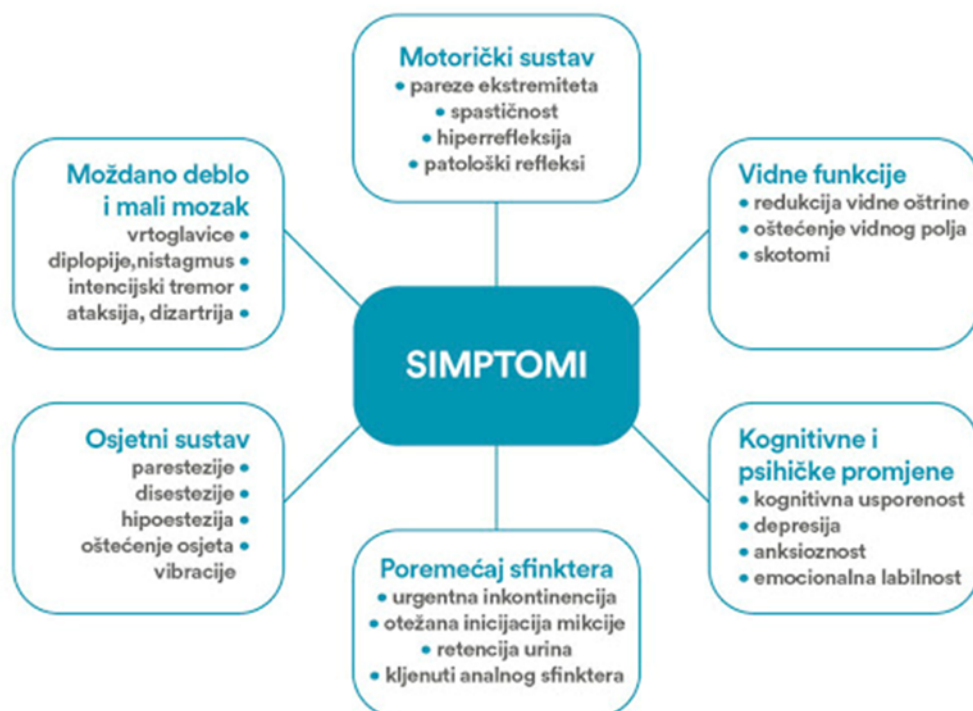 Motorički sustav
• pareze ekstremiteta
• spastičnost
• hiperrefleksija
• patološki refleksi
Moždano deblo
i mali mozak
vrtoglavice •
diplopije,nistagmus •
intencijski tremor •
ataksija, dizartrija •
Vidne funkcije
• redukcija vidne oštrine
• oštećenje vidnog polja
• skotomi
SIMPTOMI
Osjetni sustav
parestezije •
disestezije •
hipoestezija •
oštećenje osjeta •
vibracije
Kognitivne i
psihičke promjene
• kognitivna usporenost
• depresija
• anksioznost
• emocionalna labilnost
Poremećaj sfinktera
• urgentna inkontinencija
• otežana inicijacija mikcije
• retencija urina
• kljenuti analnog sfinktera